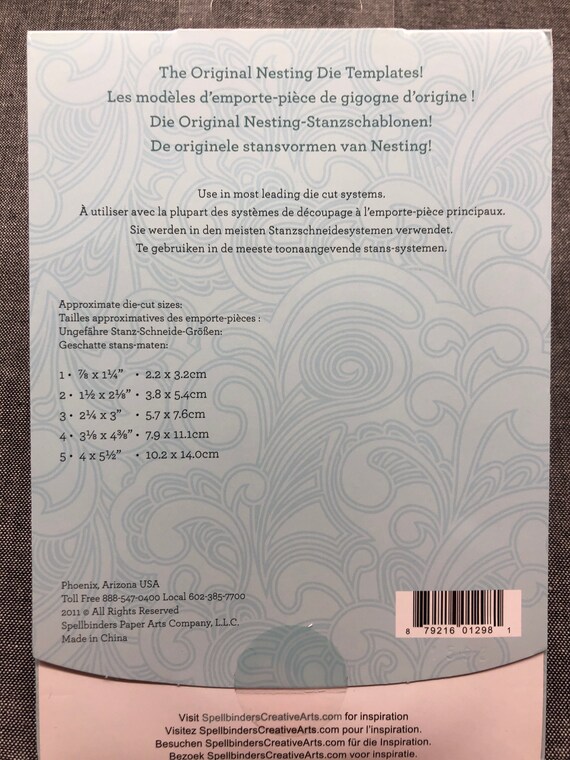 The Original Nesting Die Templates!
Les modèles d'emporte-pièce de gigogne d'origine !
Die Original Nesting-Stanzschablonen!
De originele stansvormen van Nesting!
Use in most leading die cut systems.
À utiliser avec la plupart des systèmes de découpage à l'emporte-pièce principaux.
Sie werden in den meisten Stanzschneidesystemen verwendet.
Te gebruiken in de meeste toonaangevende stans-systemen.
Approximate die-cut sizes:
Tailles approximatives des emporte-pièces :
Ungefähre Stanz-Schneide-Größen:
Geschatte stans-maten:
1 • ⅞ x 1¼" • 2.2 x 3.2cm
2 • 1½ x 2⅛" • 3.8 x 5.4cm
3 • 2¼ x 3" • 5.7 x 7.6cm
4 • 3⅛ x 4⅜" • 7.9 x 11.1cm
5 • 4 x 5½" • 10.2 x 14.0cm
Phoenix, Arizona USA
Toll Free 888-547-0400 Local 602-385-7700
2011 © All Rights Reserved
Spellbinders Paper Arts Company, L.L.C.
Made in China
8 79216 01298 1
Visit SpellbindersCreativeArts.com for inspiration
Visitez SpellbindersCreativeArts.com pour l'inspiration.
Besuchen SpellbindersCreativeArts.com für die Inspiration.
Bezoek SpellbindersCreativeArts.com voor inspiratie.